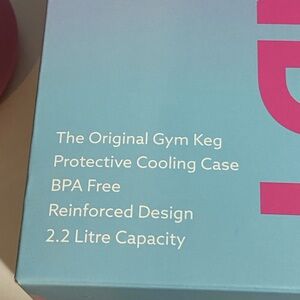 The Original Gym Keg
Protective Cooling Case
BPA Free
Reinforced Design
2.2 Litre Capacity